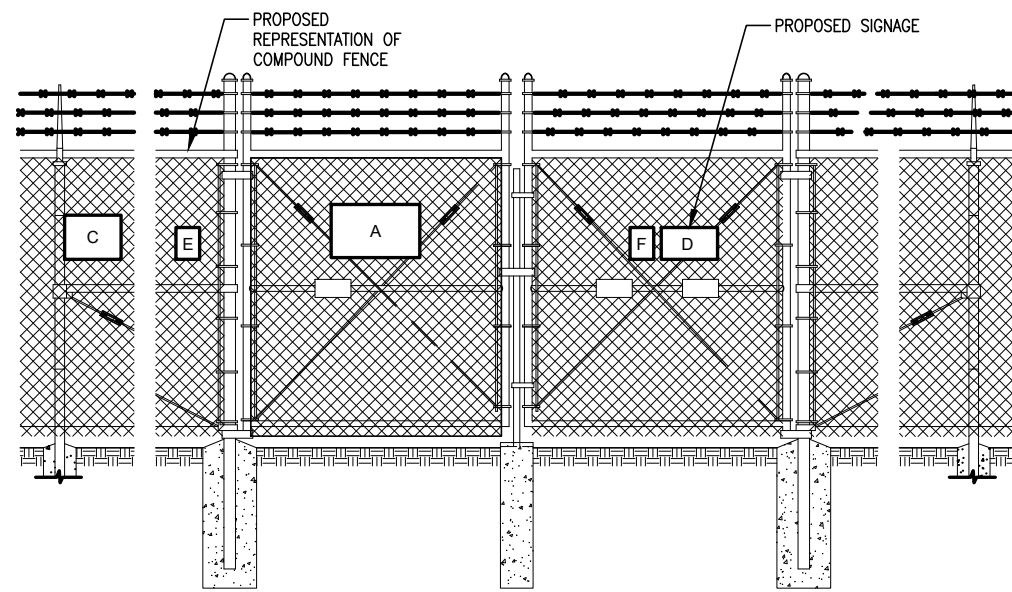 PROPOSED
REPRESENTATION OF
COMPOUND FENCE
PROPOSED SIGNAGE
C
E
A
F
D